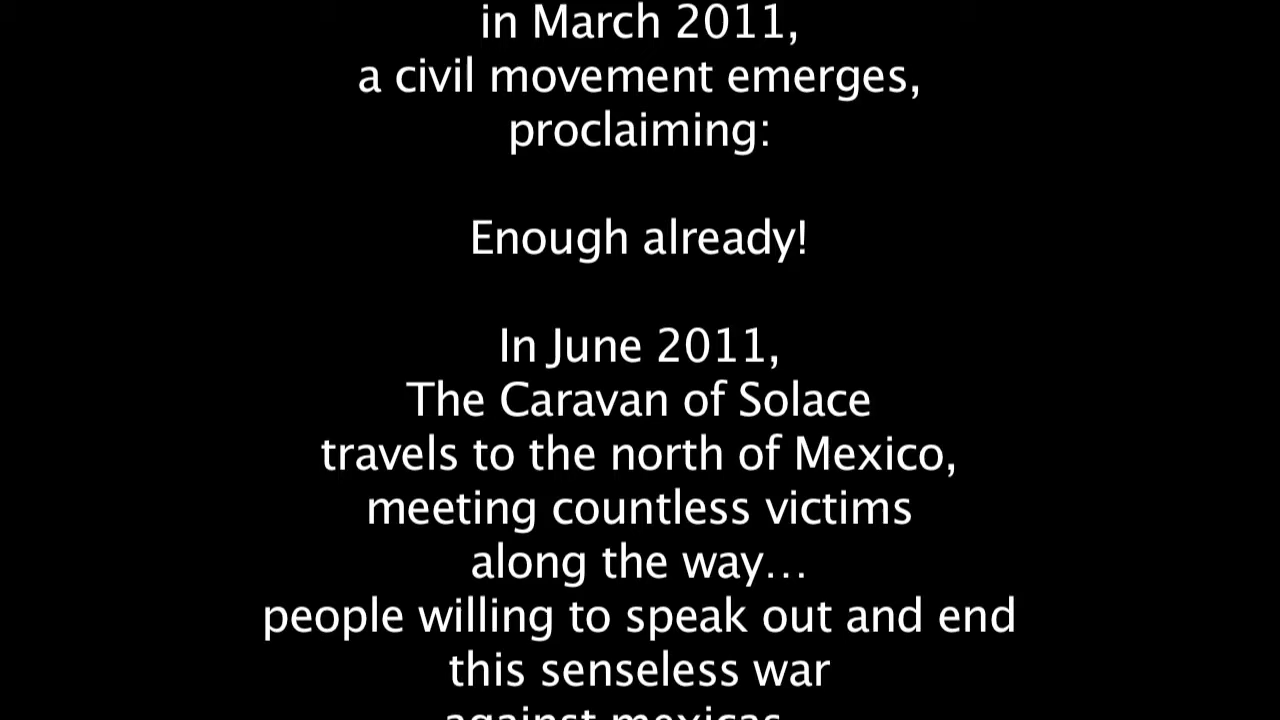 in March 2011,
a civil movement emerges,
proclaiming:
Enough already!
In June 2011,
The Caravan of Solace
travels to the north of Mexico,
meeting countless victims
along the way…
people willing to speak out and end
this senseless war
against